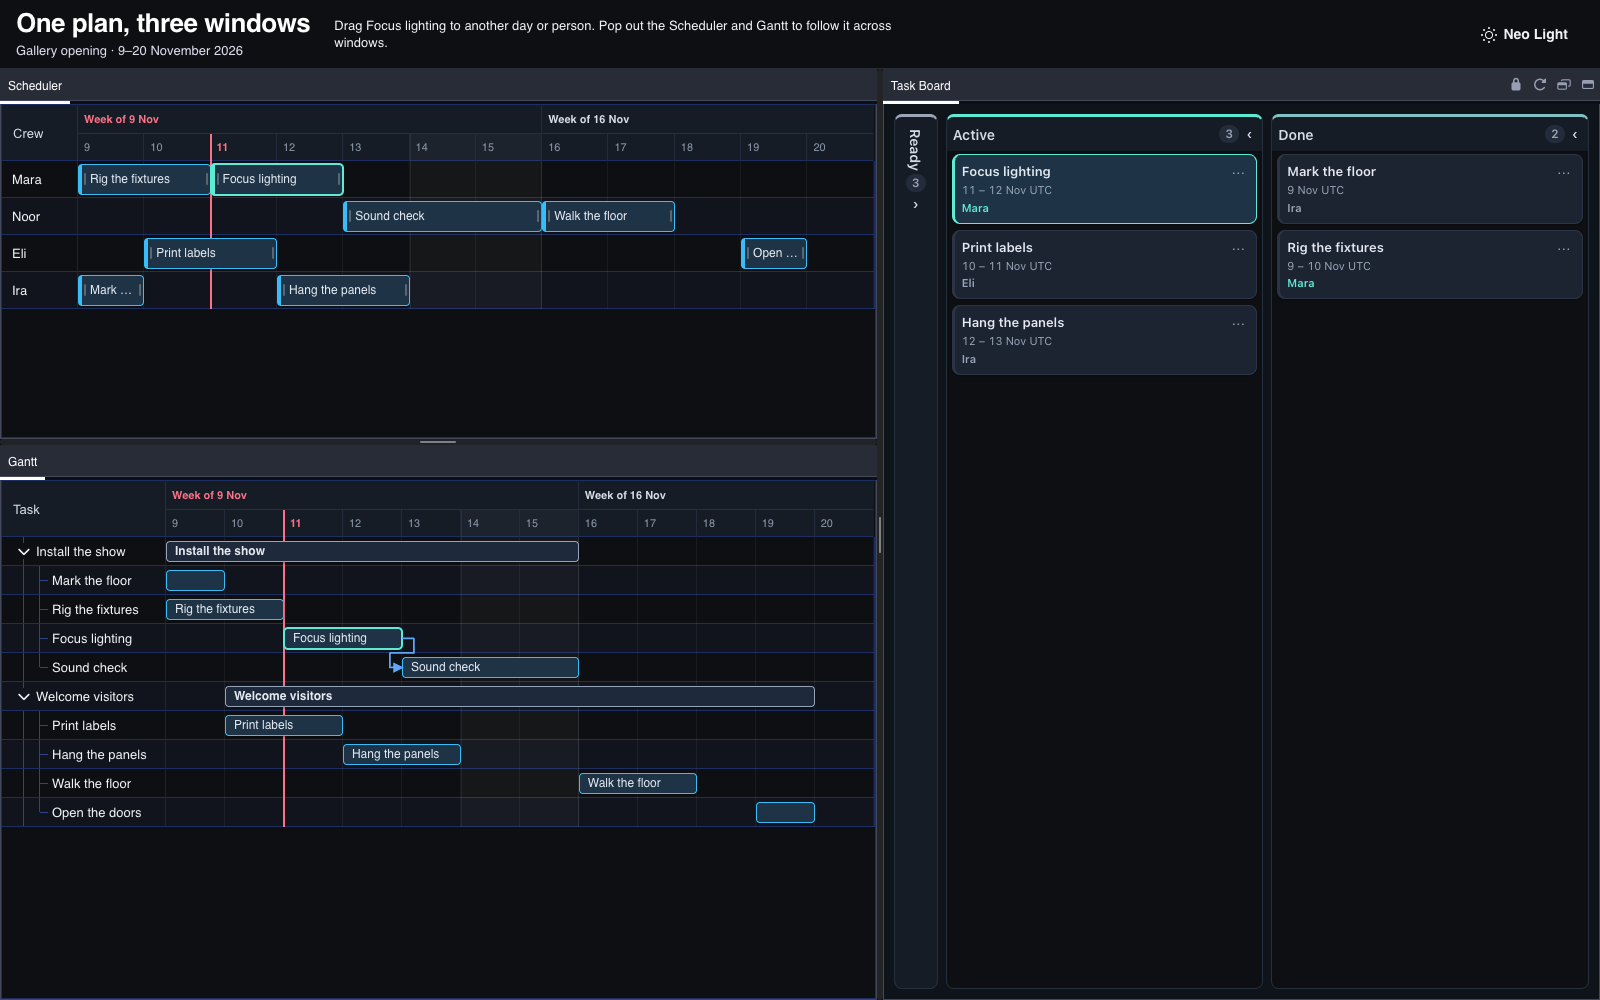 One plan, three windows
Gallery opening · 9–20 November 2026
Drag Focus lighting to another day or person. Pop out the Scheduler and Gantt to follow it across
windows.
Neo Light
Scheduler
Crew
Week of 9 Nov
Week of 16 Nov
9 10 11 12 13 14 15 16 17 18 19 20
Mara
Rig the fixtures
Focus lighting
Noor
Sound check
Walk the floor
Eli
Print labels
Open ...
Ira
Mark ...
Hang the panels
Gantt
Task
Week of 9 Nov
Week of 16 Nov
9 10 11 12 13 14 15 16 17 18 19 20
Install the show
Install the show
Mark the floor
Rig the fixtures
Rig the fixtures
Focus lighting
Focus lighting
Sound check
Sound check
Welcome visitors
Welcome visitors
Print labels
Print labels
Hang the panels
Hang the panels
Walk the floor
Walk the floor
Open the doors
Task Board
Ready
3
Active
3
Focus lighting
11 – 12 Nov UTC
Mara
Print labels
10 – 11 Nov UTC
Eli
Hang the panels
12 – 13 Nov UTC
Ira
Done
2
Mark the floor
9 Nov UTC
Ira
Rig the fixtures
9 – 10 Nov UTC
Mara